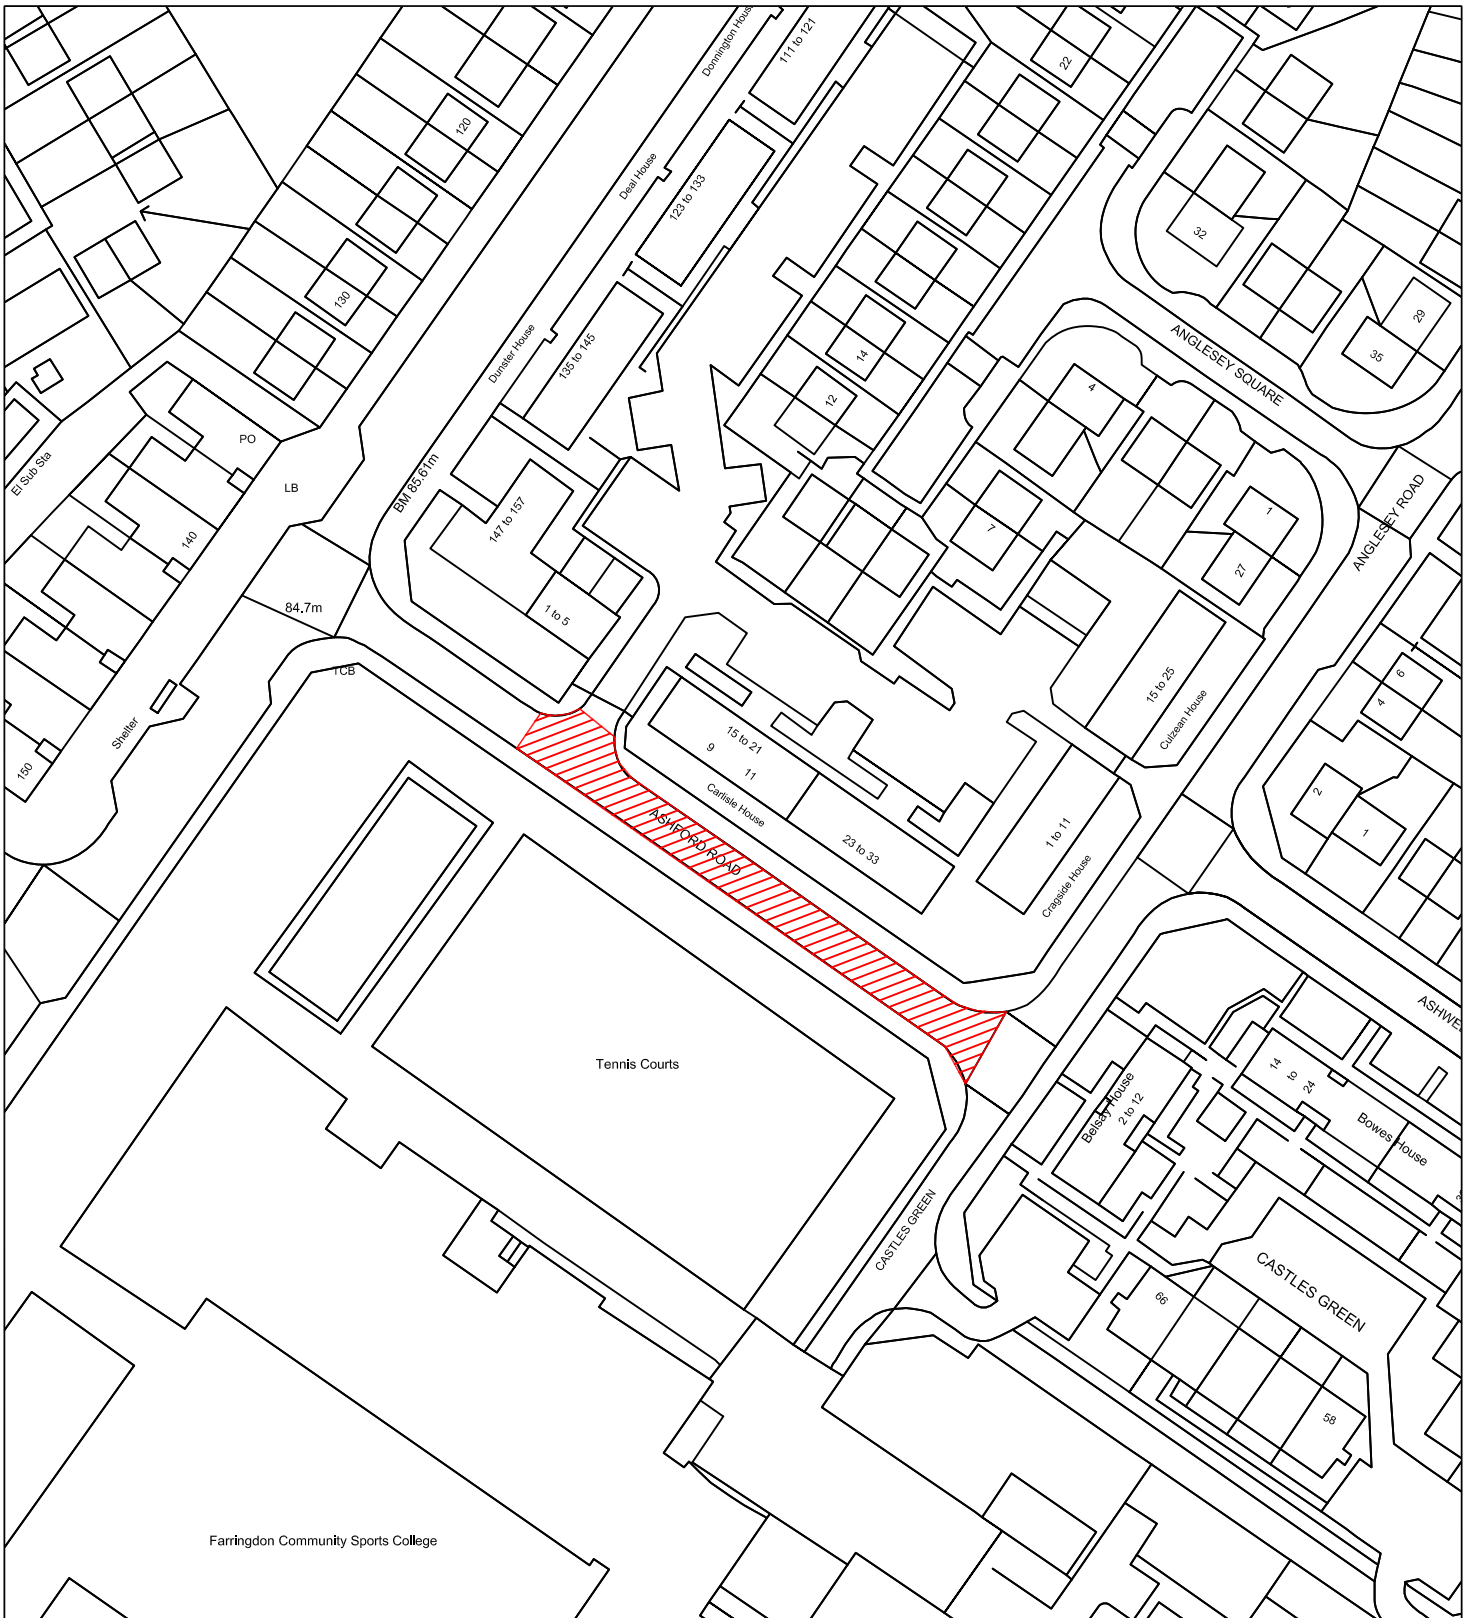 Donnington House
111 to 121
22
120
Deal House
123 to 133
32
130
29
ANGLESEY SQUARE
35
Dunster House
135 to 145
14
4
12
PO
El Sub Sta
LB
BM 85.61m
147 to 157
140
7
1
27
ANGLESEY ROAD
84.7m
1 to 5
TCB
15 to 25
Culzean House
6
4
Shelter
150
15 to 21
9
11
Carlisle House
23 to 33
ASHFORD ROAD
1 to 11
Cragside House
2
1
ASHWE
Tennis Courts
Belsay House
2 to 12
14
to
24
Bowes House
CASTLES GREEN
CASTLES GREEN
66
58
Farringdon Community Sports College